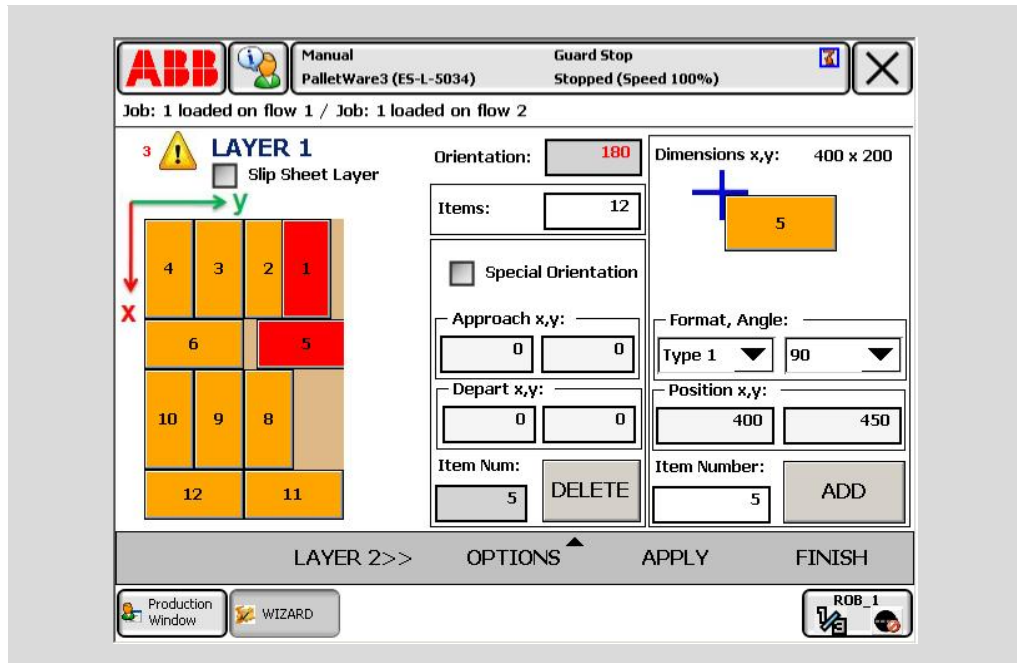 ABB
Manual
Guard Stop
PalletWare3 (ES-L-5034)
Stopped (Speed 100%)
Job: 1 loaded on flow 1 / Job: 1 loaded on flow 2
3
LAYER 1
Slip Sheet Layer
y
x
4
3
2
1
6
5
10
9
8
12
11
Orientation:
180
Items:
12
Special Orientation
Approach x,y:
0
0
Depart x,y:
0
0
Item Num:
5
DELETE
Dimensions x,y:
400 x 200
5
Format, Angle:
Type 1
90
Position x,y:
400
450
Item Number:
5
ADD
LAYER 2>>
OPTIONS
APPLY
FINISH
Production
Window
WIZARD
ROB_1
1/3